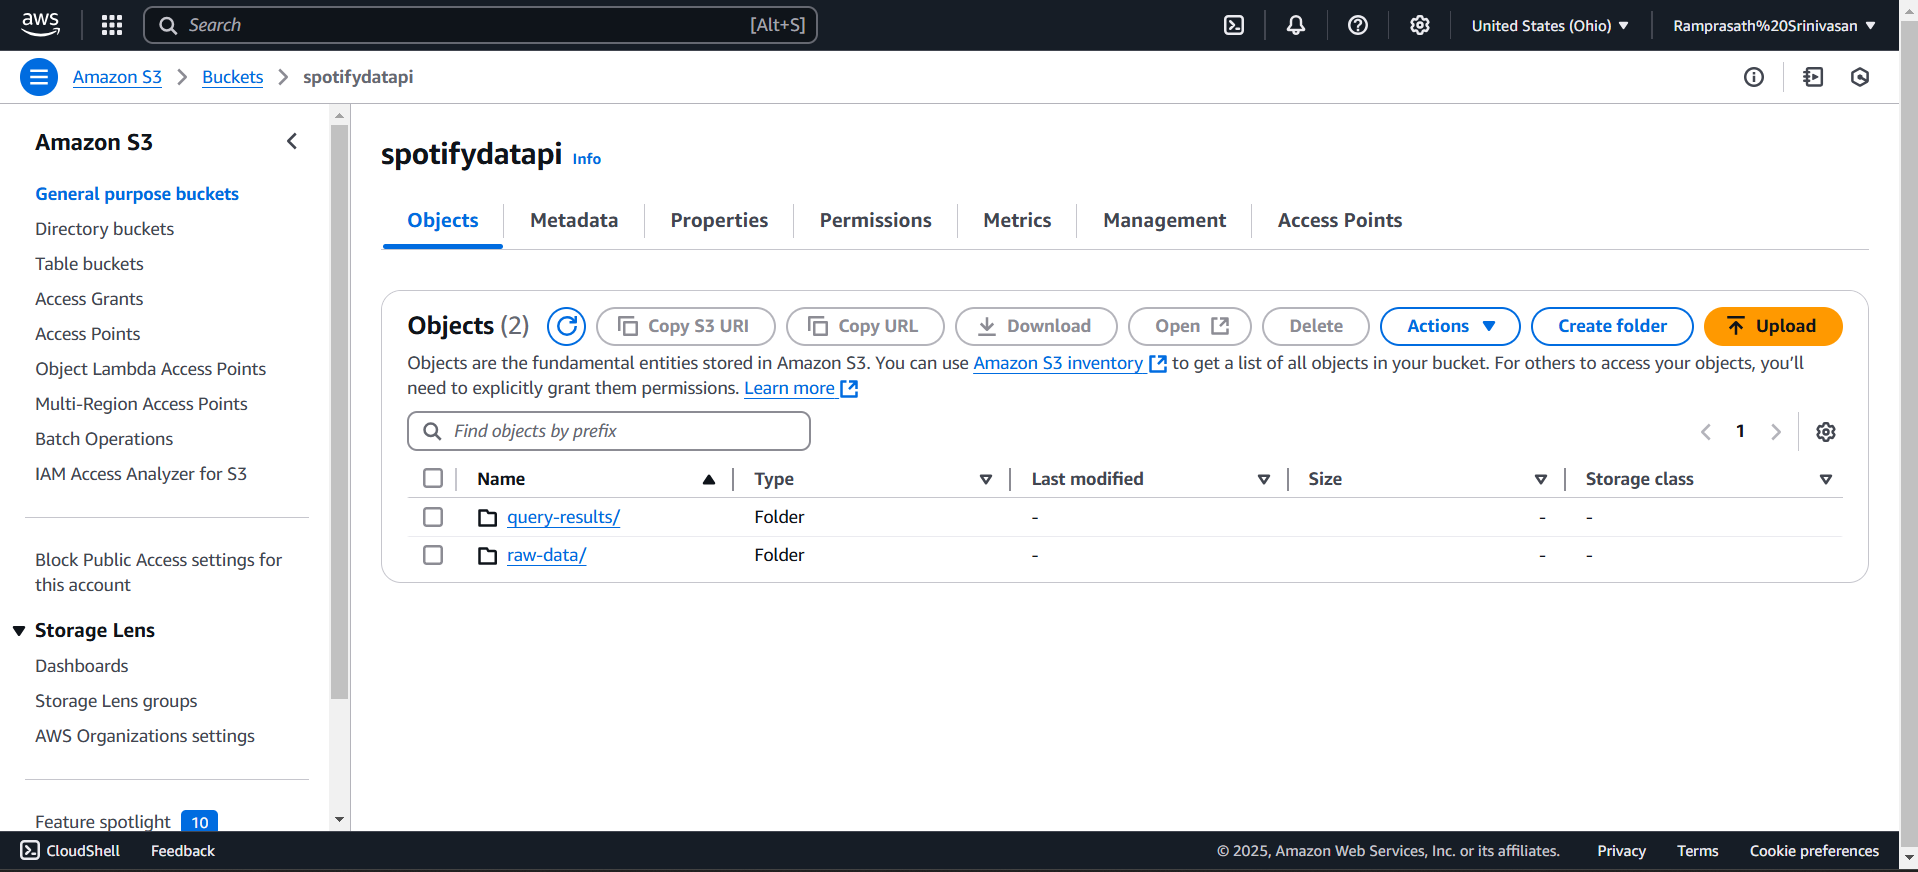 aws Search [Alt+S] United States (Ohio) Ramprasath%20Srinivasan
Amazon S3 Buckets spotifydatapi
Amazon S3
General purpose buckets
Directory buckets
Table buckets
Access Grants
Access Points
Object Lambda Access Points
Multi-Region Access Points
Batch Operations
IAM Access Analyzer for S3
Block Public Access settings for
this account
Storage Lens
Dashboards
Storage Lens groups
AWS Organizations settings
Feature spotlight 10
spotifydatapi Info
Objects Metadata Properties Permissions Metrics Management Access Points
Objects (2) Copy S3 URI Copy URL Download Open Delete Actions Create folder Upload
Objects are the fundamental entities stored in Amazon S3. You can use Amazon S3 inventory to get a list of all objects in your bucket. For others to access your objects, you’ll
need to explicitly grant them permissions. Learn more
Find objects by prefix 1
Name Type Last modified Size Storage class
query-results/ Folder - - -
raw-data/ Folder - - -
CloudShell Feedback © 2025, Amazon Web Services, Inc. or its affiliates. Privacy Terms Cookie preferences